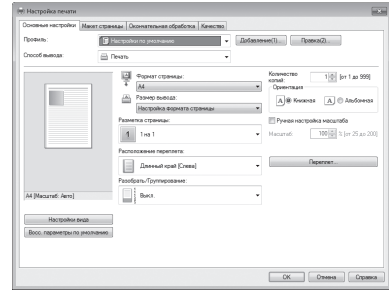 Настройка печати
Основные настройки Макет страницы Окончательная обработка Качество
Профиль: Настройки по умолчанию Добавление(1)... Правка(2)...
Способ вывода: Печать
Формат страницы:
A4
Размер вывода:
Настройка Формата страницы
Количество копий: 1 [от 1 до 999]
Ориентация
A Книжная A Альбомная
Разметка страницы:
1 1 на 1
Ручная настройка масштаба
Масштаб: 100 % [от 25 до 200]
Расположение переплета:
Длинный край [Слева]
Переплет...
Разобрать/Группирование:
Выкл.
A4 [Масштаб: Авто]
Настройки вида
Восс. параметры по умолчанию
OK Отмена Справка